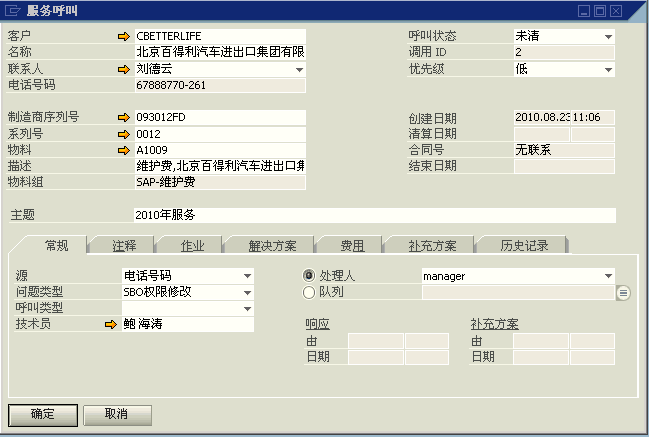 服务呼叫
客户 CBETTERLIFE 呼叫状态 未清
名称 北京百得利汽车进出口集团有限 调用 ID 2
联系人 刘德云 优先级 低
电话号码 67888770-261
制造商序列号 093012FD 创建日期 2010.08.23 11:06
系列号 0012 清算日期
物料 A1009 合同号 无联系
描述 维护费,北京百得利汽车进出口集 结束日期
物料组 SAP-维护费
主题 2010年服务
常规 注释 作业 解决方案 费用 补充方案 历史记录
源 电话号码 处理人 manager
问题类型 SBO权限修改 队列
呼叫类型
技术员 鲍 海涛 响应 补充方案
由 由
日期 日期
确定 取消